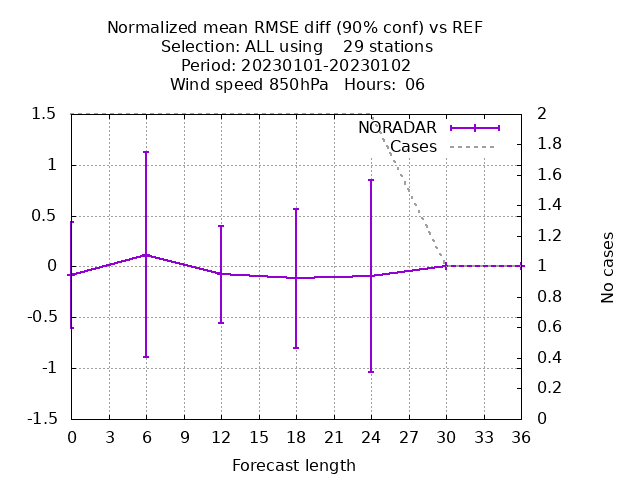 Normalized mean RMSE diff (90% conf) vs REF
Selection: ALL using    29 stations
Period: 20230101-20230102
Wind speed 850hPa   Hours: 06
NORADAR
Cases
1.5
1
0.5
0
-0.5
-1
-1.5
2
1.8
1.6
1.4
1.2
1
0.8
0.6
0.4
0.2
0
No cases
0 3 6 9 12 15 18 21 24 27 30 33 36
Forecast length